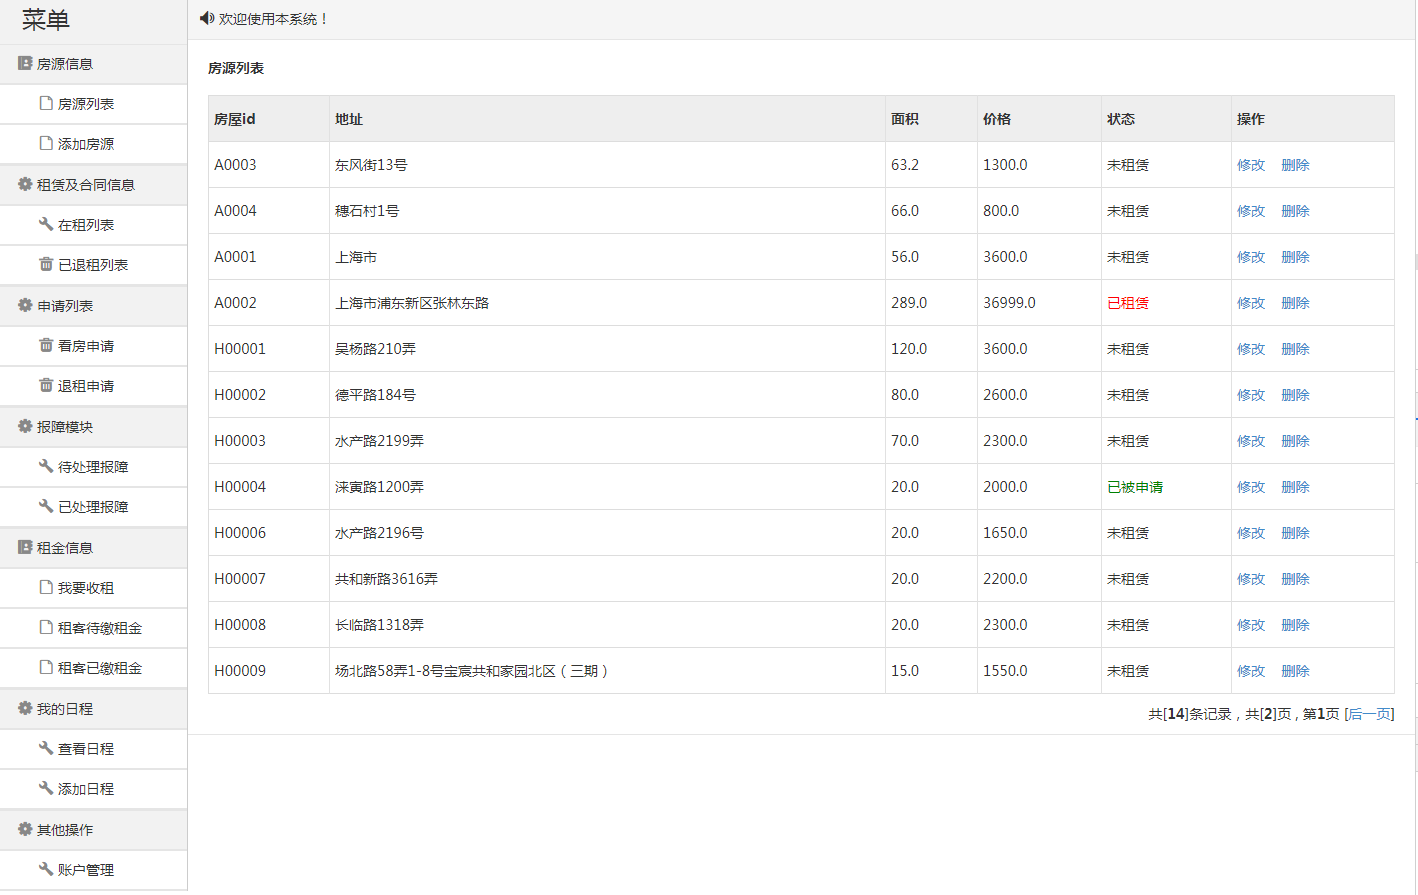 菜单
房源信息
房源列表
添加房源
租赁及合同信息
在租列表
已退租列表
申请列表
看房申请
退租申请
报障模块
待处理报障
已处理报障
租金信息
我要收租
租客待缴租金
租客已缴租金
我的日程
查看日程
添加日程
其他操作
账户管理
欢迎使用本系统！
房源列表
房屋id 地址 面积 价格 状态 操作
A0003 东风街13号 63.2 1300.0 未租赁 修改 删除
A0004 穗石村1号 66.0 800.0 未租赁 修改 删除
A0001 上海市 56.0 3600.0 未租赁 修改 删除
A0002 上海市浦东新区张林东路 289.0 36999.0 已租赁 修改 删除
H00001 吴杨路210弄 120.0 3600.0 未租赁 修改 删除
H00002 德平路184号 80.0 2600.0 未租赁 修改 删除
H00003 水产路2199弄 70.0 2300.0 未租赁 修改 删除
H00004 涞寅路1200弄 20.0 2000.0 已被申请 修改 删除
H00006 水产路2196号 20.0 1650.0 未租赁 修改 删除
H00007 共和新路3616弄 20.0 2200.0 未租赁 修改 删除
H00008 长临路1318弄 20.0 2300.0 未租赁 修改 删除
H00009 场北路58弄1-8号宝宸共和家园北区（三期） 15.0 1550.0 未租赁 修改 删除
共[14]条记录，共[2]页，第1页 [后一页]